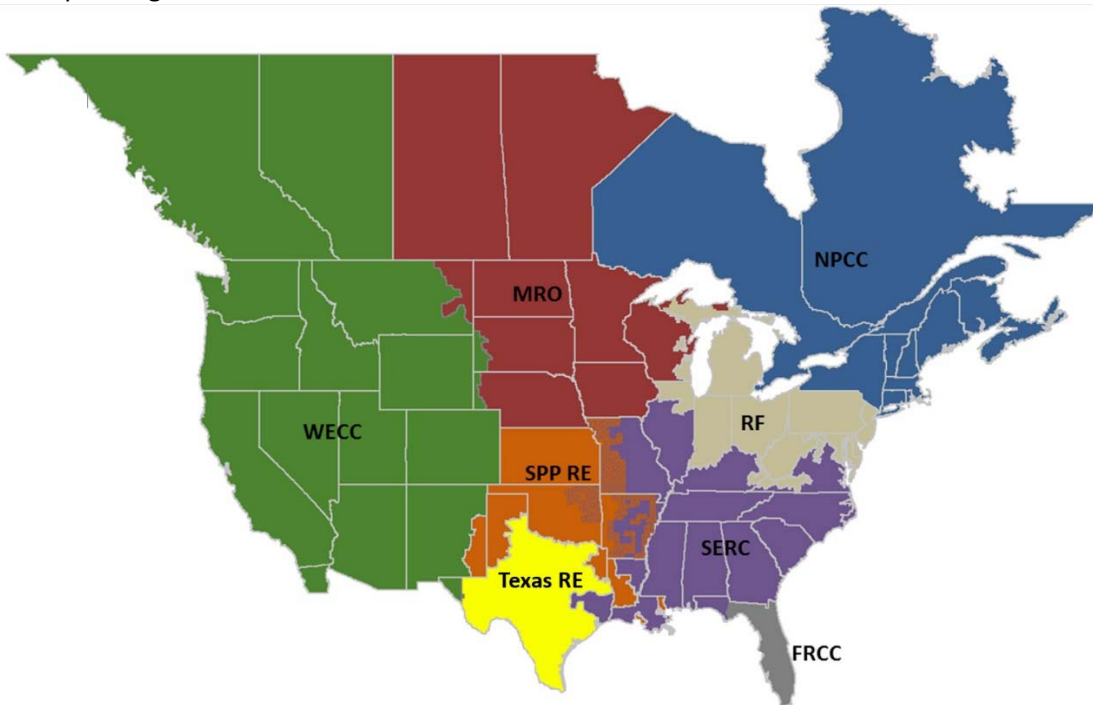 NPCC
MRO
RF
WECC
SPP RE
SERC
Texas RE
FRCC